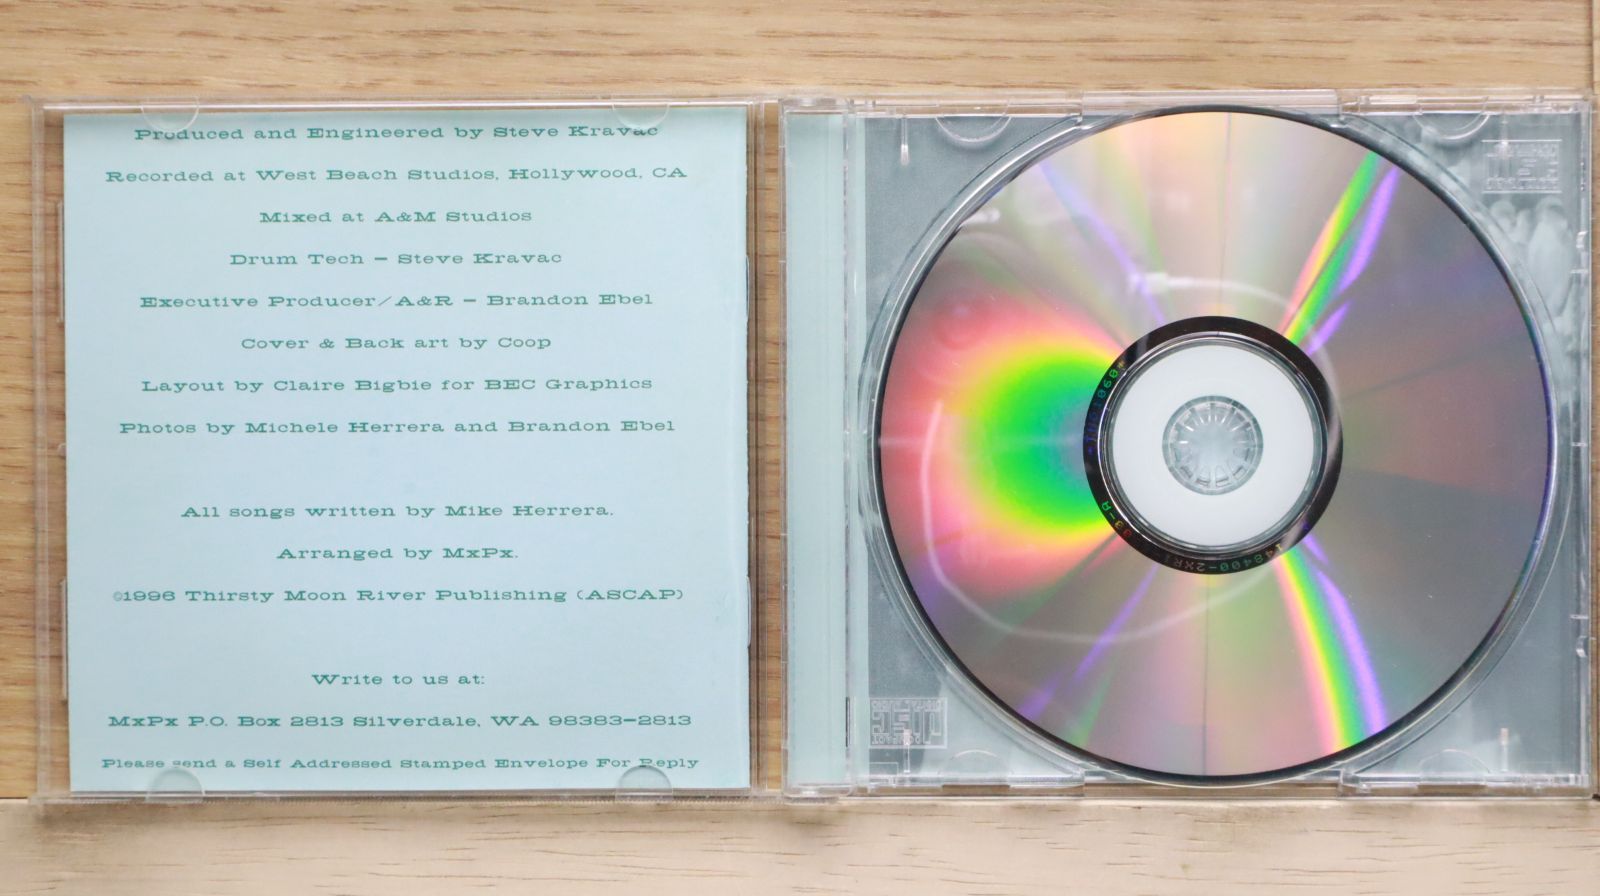 Produced and Engineered by Steve Kravac
Recorded at West Beach Studios, Hollywood, CA
Mixed at A&M Studios
Drum Tech – Steve Kravac
Executive Producer/A&R – Brandon Ebel
Cover & Back art by Coop
Layout by Claire Bigbie for BEC Graphics
Photos by Michele Herrera and Brandon Ebel
All songs written by Mike Herrera.
Arranged by MxPx.
©1996 Thirsty Moon River Publishing (ASCAP)
Write to us at:
MxPx P.O. Box 2813 Silverdale, WA 98383-2813
Please send a Self Addressed Stamped Envelope For Reply